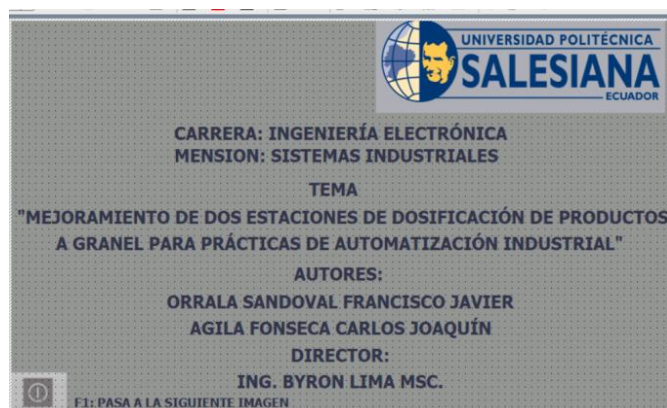 UNIVERSIDAD POLITÉCNICA
SALESIANA
ECUADOR
CARRERA: INGENIERÍA ELECTRÓNICA
MENSION: SISTEMAS INDUSTRIALES
TEMA
"MEJORAMIENTO DE DOS ESTACIONES DE DOSIFICACIÓN DE PRODUCTOS
A GRANEL PARA PRÁCTICAS DE AUTOMATIZACIÓN INDUSTRIAL"
AUTORES:
ORRALA SANDOVAL FRANCISCO JAVIER
AGILA FONSECA CARLOS JOAQUÍN
DIRECTOR:
ING. BYRON LIMA MSC.
F1: PASA A LA SIGUIENTE IMAGEN